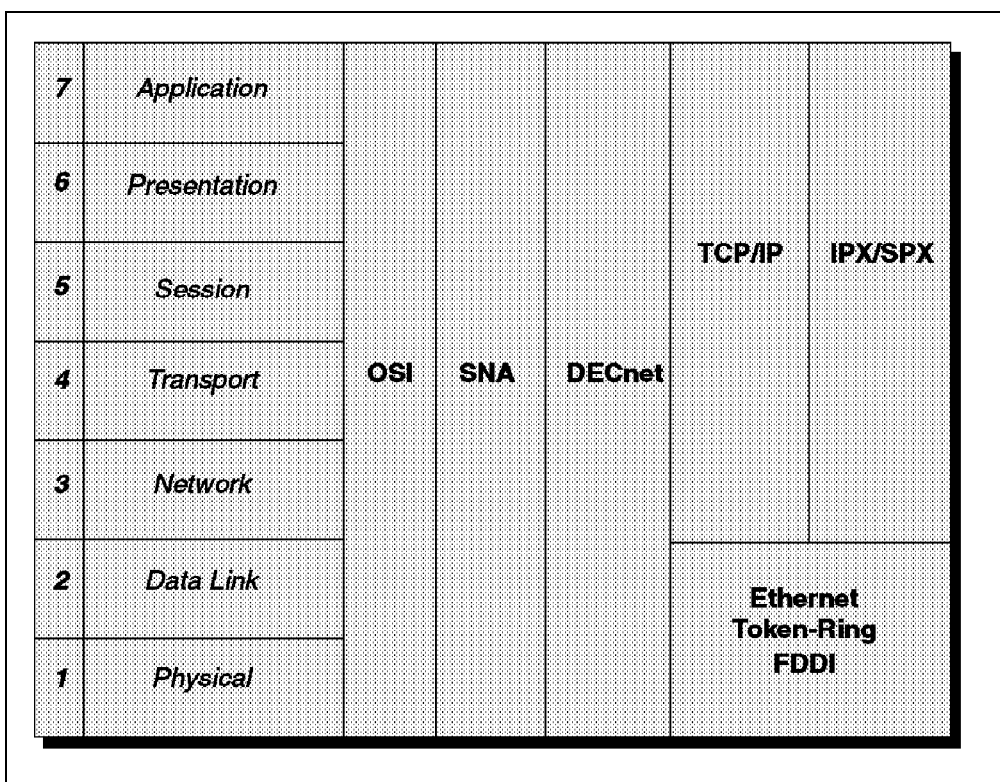 7 Application
6 Presentation
5 Session
4 Transport
3 Network
2 Data Link
1 Physical
OSI
SNA
DECnet
TCP/IP
IPX/SPX
Ethernet
Token-Ring
FDDI